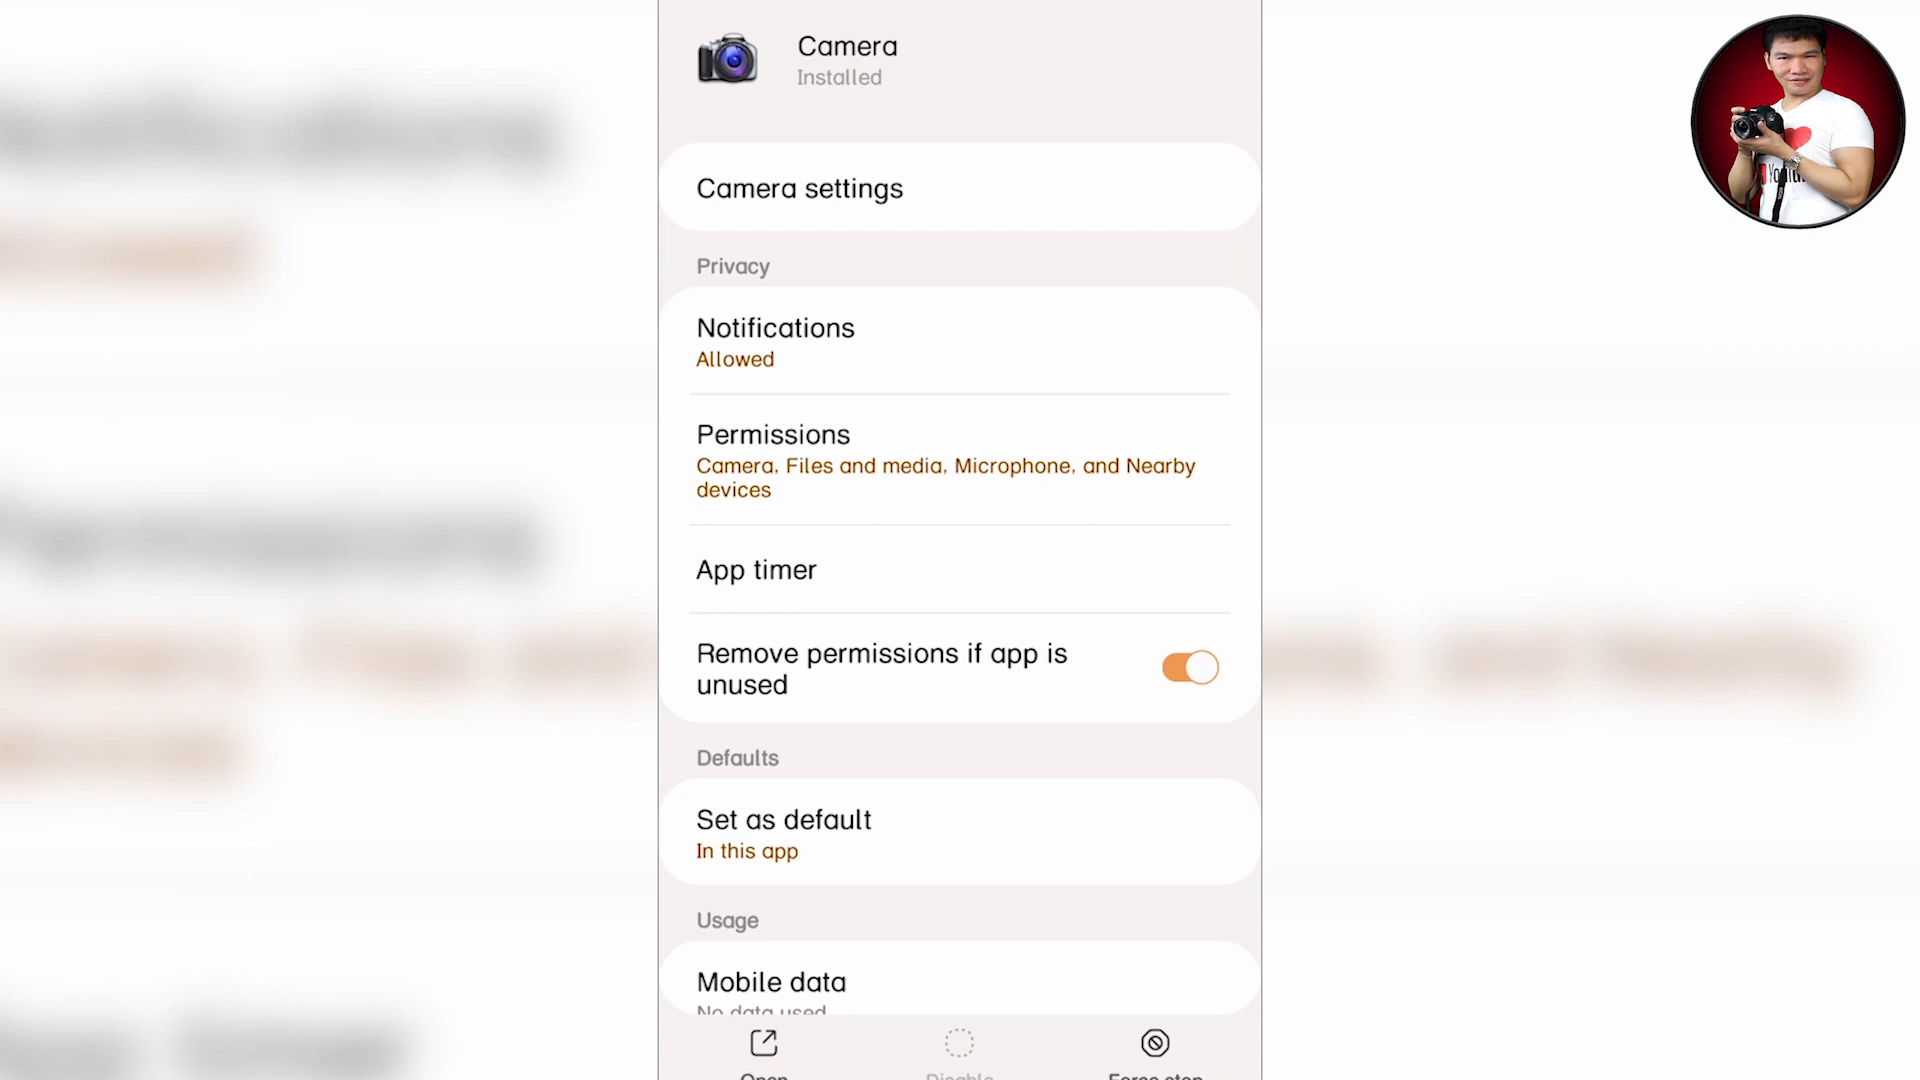 Camera
Installed
Camera settings
Privacy
Notifications
Allowed
Permissions
Camera, Files and media, Microphone, and Nearby
devices
App timer
Remove permissions if app is
unused
Defaults
Set as default
In this app
Usage
Mobile data
No data used
Open
Disable
Force stop